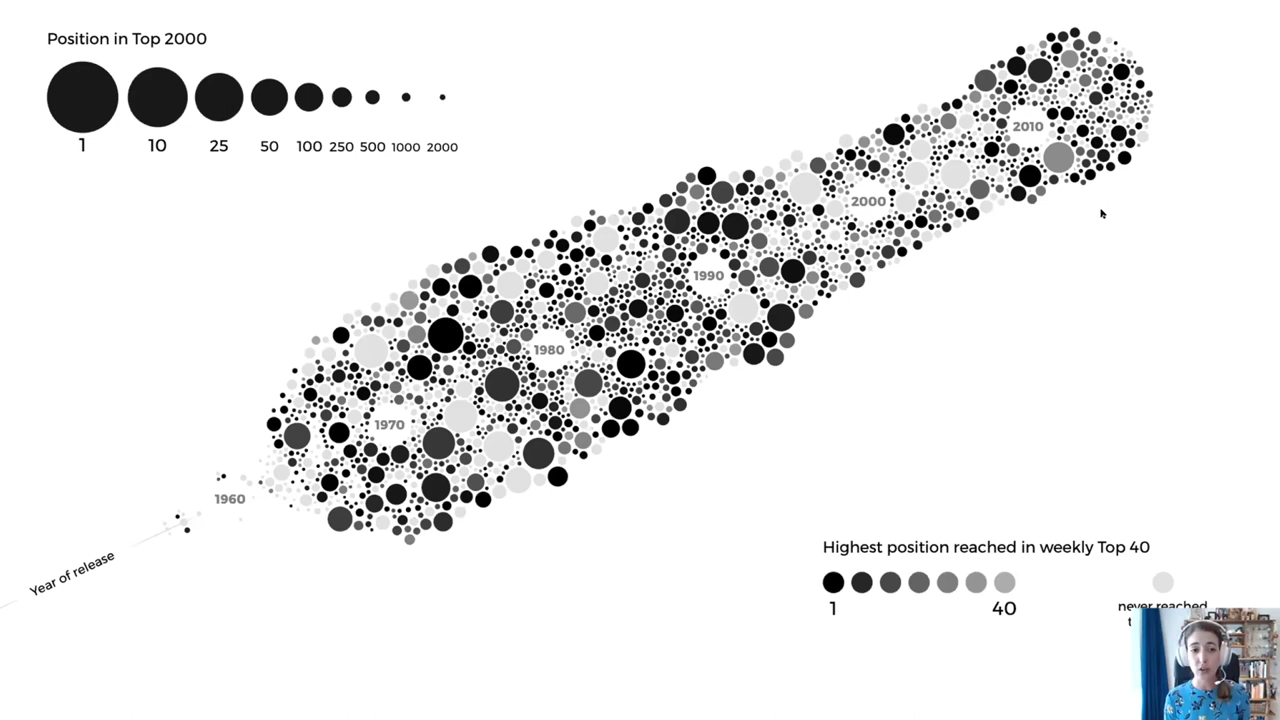 Position in Top 2000
1 10 25 50 100 250 500 1000 2000
2010
2000
1990
1980
1970
1960
Year of release
Highest position reached in weekly Top 40
1 40
never reached
t